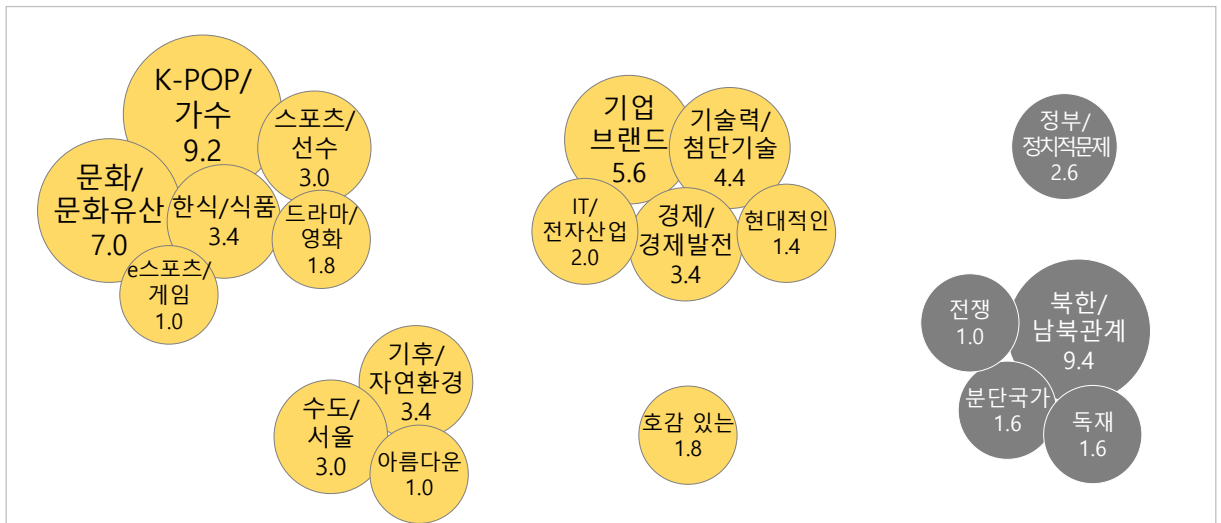 K-POP/
가수
9.2
스포츠/
선수
3.0
문화/
문화유산
7.0
한식/식품
3.4
드라마/
영화
1.8
e스포츠/
게임
1.0
기후/
자연환경
3.4
수도/
서울
3.0
아름다운
1.0
기업
브랜드
5.6
기술력/
첨단기술
4.4
IT/
전자산업
2.0
경제/
경제발전
3.4
현대적인
1.4
호감 있는
1.8
정부/
정치적문제
2.6
전쟁
1.0
북한/
남북관계
9.4
분단국가
1.6
독재
1.6